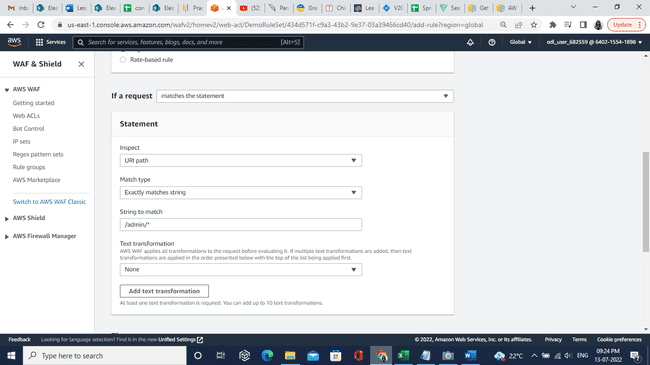 Inb
Elec
Les
Ele
con
Elec
Pra
(52
Par
Gra
Chi
Lea
V2I
Spr
Sea
Get
AW
us-east-1.console.aws.amazon.com/wafv2/homev2/web-acl/DemoRuleSet/434d571f-c9a3-43b2-9e37-03a39466cd40/add-rule?region=global
Update
aws
Services
Search for services, features, blogs, docs, and more
[Alt+S]
Global
odl_user_682559 @ 6402-1554-1898
WAF & Shield
AWS WAF
Getting started
Web ACLs
Bot Control
IP sets
Regex pattern sets
Rule groups
AWS Marketplace
Switch to AWS WAF Classic
AWS Shield
AWS Firewall Manager
Rate-based rule
If a request
matches the statement
Statement
Inspect
URI path
Match type
Exactly matches string
String to match
/admin/*
Text transformation
AWS WAF applies all transformations to the request before evaluating it. If multiple text transformations are added, then text
transformations are applied in the order presented below with the top of the list being applied first.
None
Add text transformation
At least one text transformation is required. You can add up to 10 text transformations.
Feedback
Looking for language selection? Find it in the new Unified Settings
© 2022, Amazon Web Services, Inc. or its affiliates.
Privacy
Terms
Cookie preferences
Type here to search
22°C
09:24 PM
13-07-2022